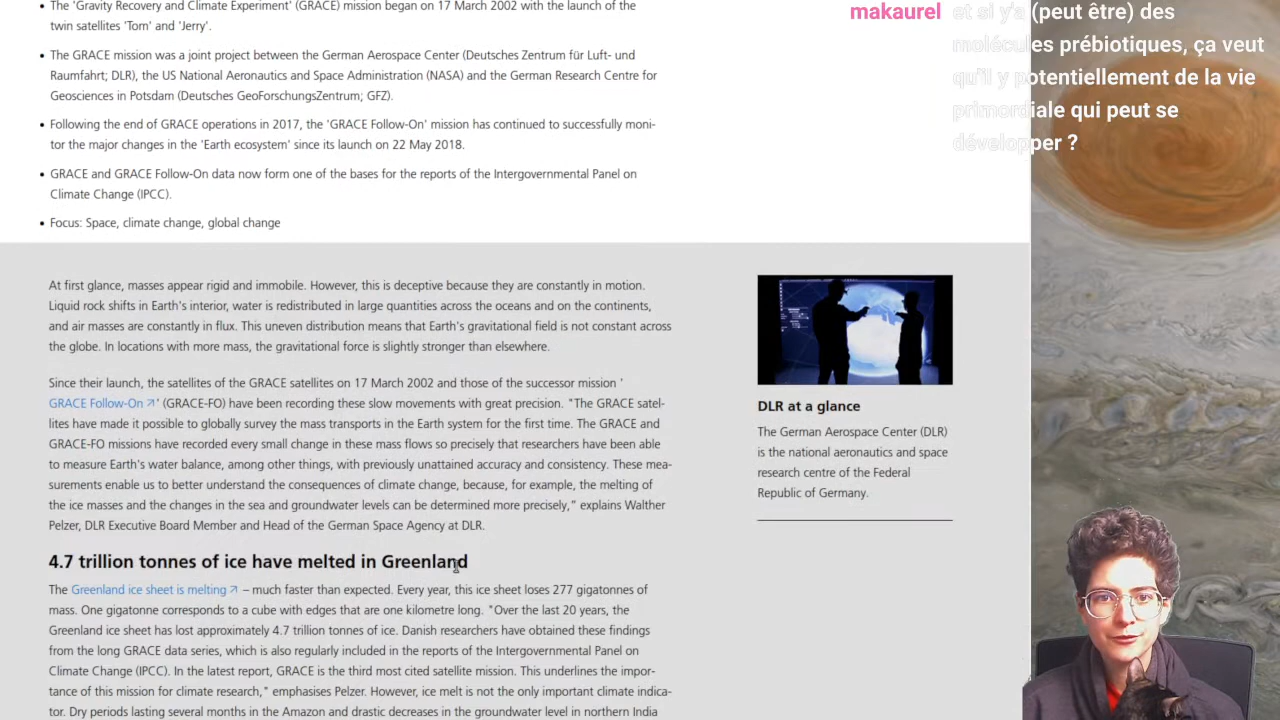 The 'Gravity Recovery and Climate Experiment' (GRACE) mission began on 17 March 2002 with the launch of the
twin satellites 'Tom' and 'Jerry'.
The GRACE mission was a joint project between the German Aerospace Center (Deutsches Zentrum für Luft- und
Raumfahrt; DLR), the US National Aeronautics and Space Administration (NASA) and the German Research Centre for
Geosciences in Potsdam (Deutsches GeoForschungsZentrum; GFZ).
Following the end of GRACE operations in 2017, the 'GRACE Follow-On' mission has continued to successfully moni-
tor the major changes in the 'Earth ecosystem' since its launch on 22 May 2018.
GRACE and GRACE Follow-On data now form one of the bases for the reports of the Intergovernmental Panel on
Climate Change (IPCC).
Focus: Space, climate change, global change
makaurel et si y'a (peut être) des
molécules prébiotiques, ça veut
qu'il y potentiellement de la vie
primordiale qui peut se
développer ?
At first glance, masses appear rigid and immobile. However, this is deceptive because they are constantly in motion.
Liquid rock shifts in Earth's interior, water is redistributed in large quantities across the oceans and on the continents,
and air masses are constantly in flux. This uneven distribution means that Earth's gravitational field is not constant across
the globe. In locations with more mass, the gravitational force is slightly stronger than elsewhere.
Since their launch, the satellites of the GRACE satellites on 17 March 2002 and those of the successor mission '
GRACE Follow-On' (GRACE-FO) have been recording these slow movements with great precision. "The GRACE satel-
lites have made it possible to globally survey the mass transports in the Earth system for the first time. The GRACE and
GRACE-FO missions have recorded every small change in these mass flows so precisely that researchers have been able
to measure Earth's water balance, among other things, with previously unattained accuracy and consistency. These mea-
surements enable us to better understand the consequences of climate change, because, for example, the melting of
the ice masses and the changes in the sea and groundwater levels can be determined more precisely," explains Walther
Pelzer, DLR Executive Board Member and Head of the German Space Agency at DLR.
4.7 trillion tonnes of ice have melted in Greenland
The Greenland ice sheet is melting – much faster than expected. Every year, this ice sheet loses 277 gigatonnes of
mass. One gigatonne corresponds to a cube with edges that are one kilometre long. "Over the last 20 years, the
Greenland ice sheet has lost approximately 4.7 trillion tonnes of ice. Danish researchers have obtained these findings
from the long GRACE data series, which is also regularly included in the reports of the Intergovernmental Panel on
Climate Change (IPCC). In the latest report, GRACE is the third most cited satellite mission. This underlines the impor-
tance of this mission for climate research," emphasises Pelzer. However, ice melt is not the only important climate indica-
tor. Dry periods lasting several months in the Amazon and drastic decreases in the groundwater level in northern India
DLR at a glance
The German Aerospace Center (DLR)
is the national aeronautics and space
research centre of the Federal
Republic of Germany.